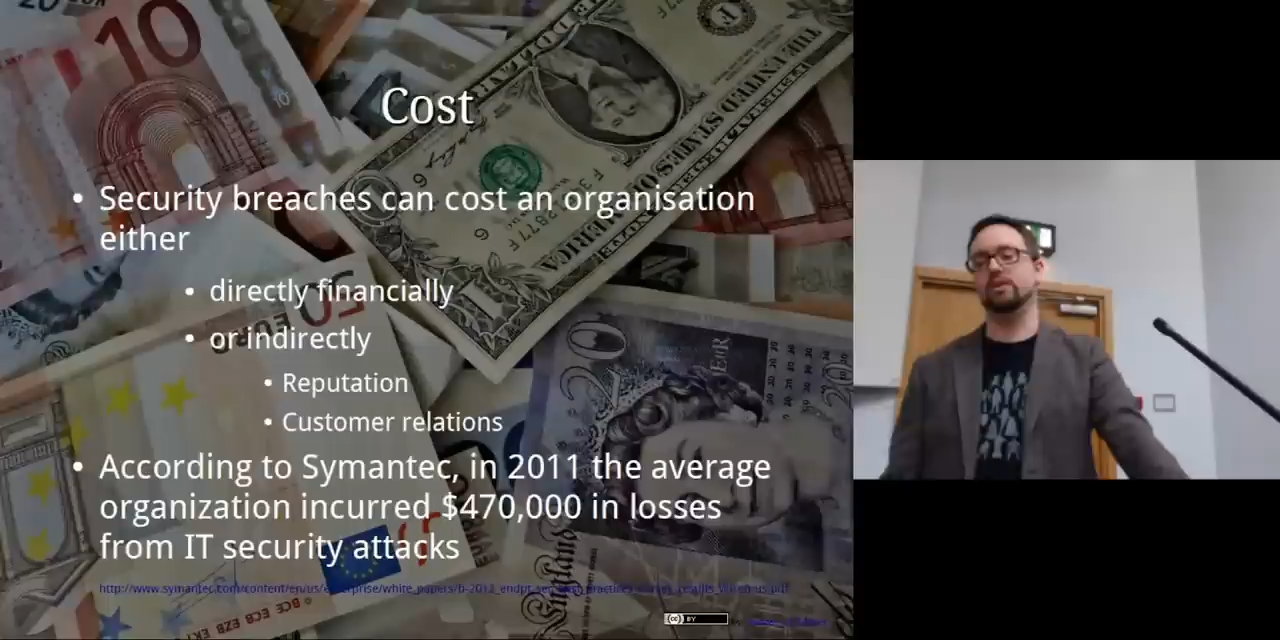 Cost
• Security breaches can cost an organisation
either
• directly financially
• or indirectly
• Reputation
• Customer relations
• According to Symantec, in 2011 the average
organization incurred $470,000 in losses
from IT security attacks
BY